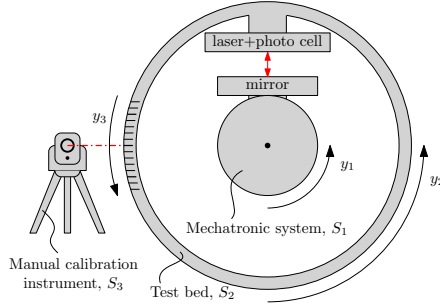 laser+photo cell
mirror
y₃
y₁
y₂
Mechatronic system, S₁
Manual calibration
instrument, S₃
Test bed, S₂